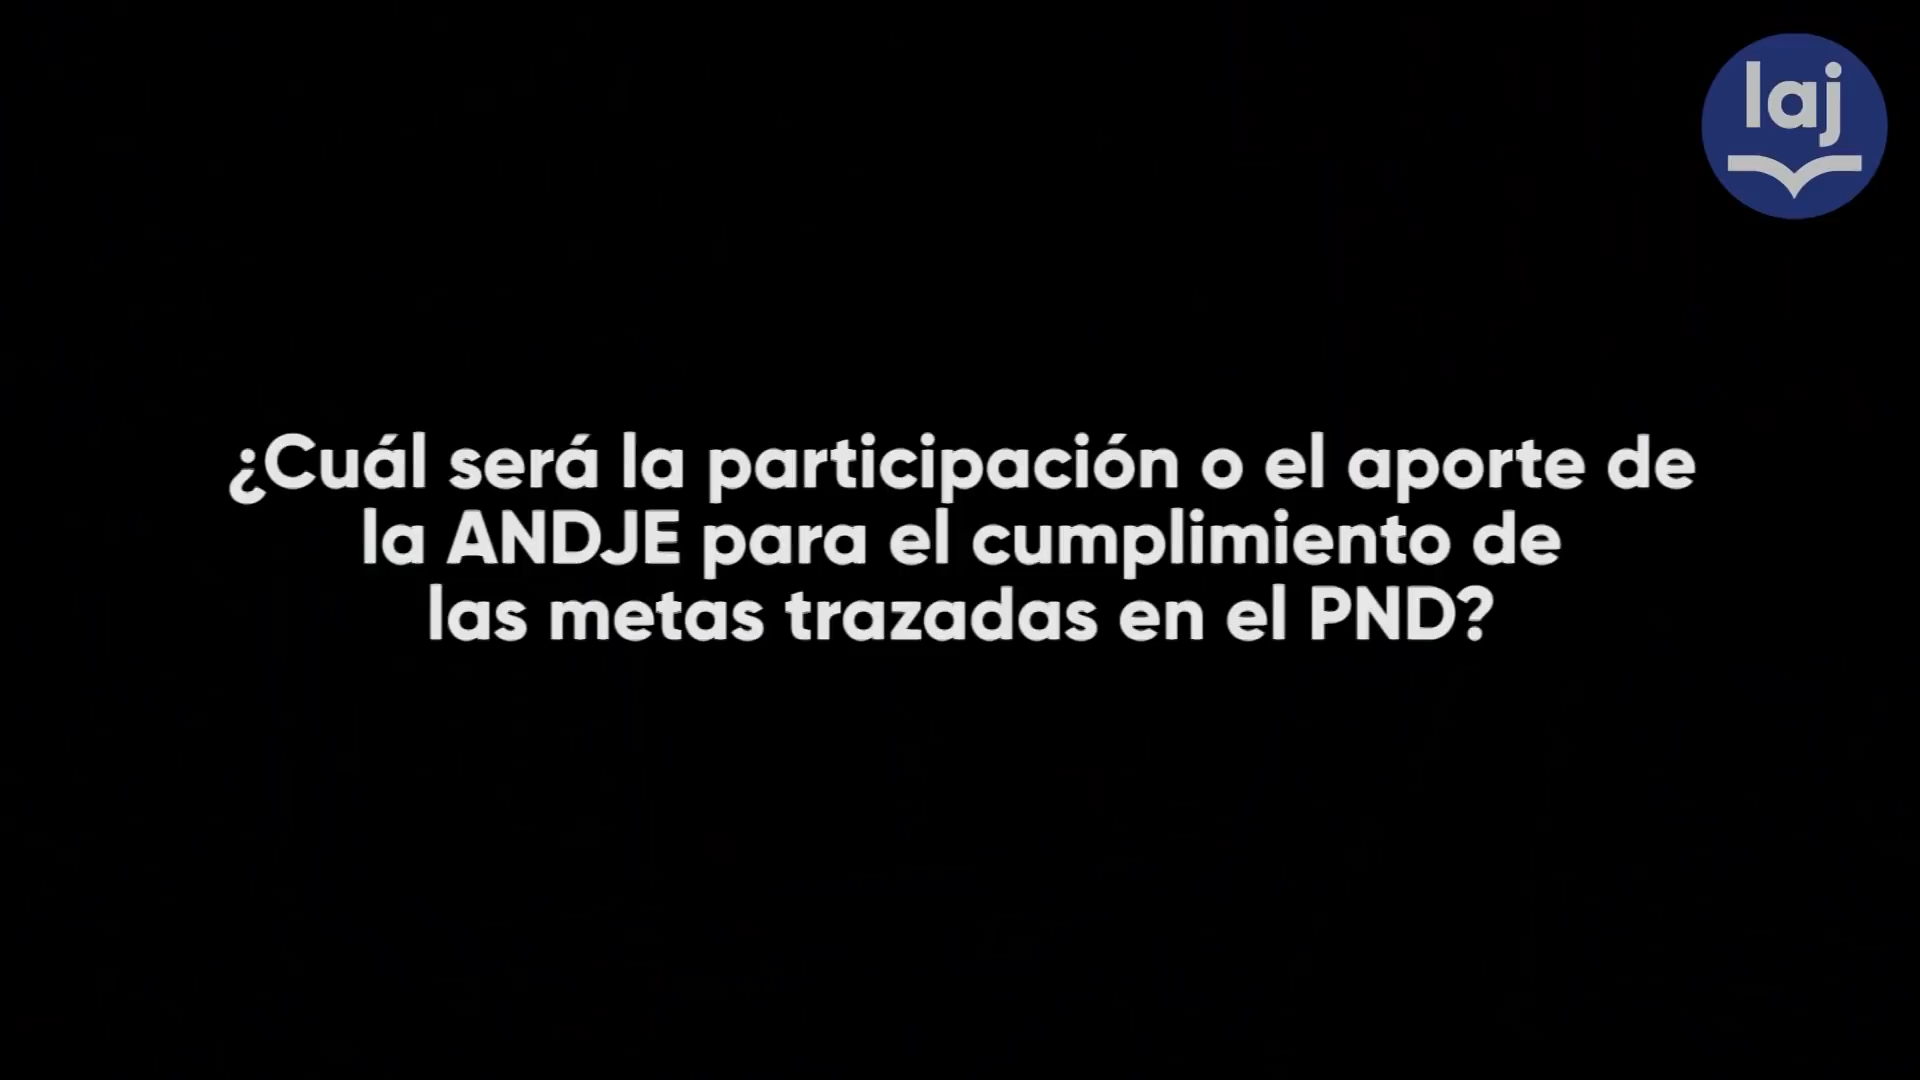 laj
¿Cuál será la participación o el aporte de
la ANDJE para el cumplimiento de
las metas trazadas en el PND?